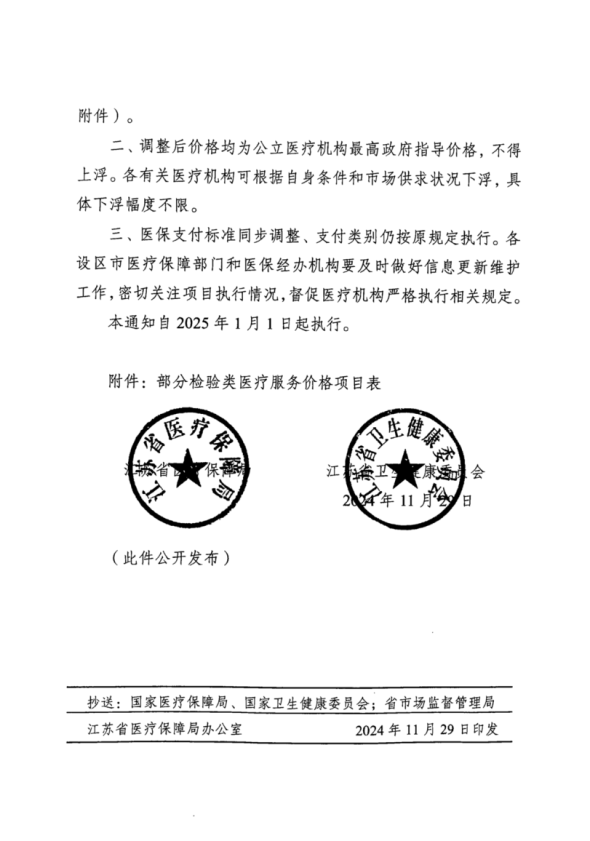 附件）。
二、调整后价格均为公立医疗机构最高政府指导价格，不得
上浮。各有关医疗机构可根据自身条件和市场供求状况下浮，具
体下浮幅度不限。
三、医保支付标准同步调整、支付类别仍按原规定执行。各
设区市医疗保障部门和医保经办机构要及时做好信息更新维护
工作，密切关注项目执行情况，督促医疗机构严格执行相关规定。
本通知自 2025 年 1 月 1 日起执行。
附件：部分检验类医疗服务价格项目表
江苏省医疗保障局
江苏省卫生健康委员会
江苏省医疗保障局
江苏省卫生健康委员会
2024 年 11 月 29 日
（此件公开发布）
抄送：国家医疗保障局、国家卫生健康委员会；省市场监督管理局
江苏省医疗保障局办公室
2024 年 11 月 29 日印发